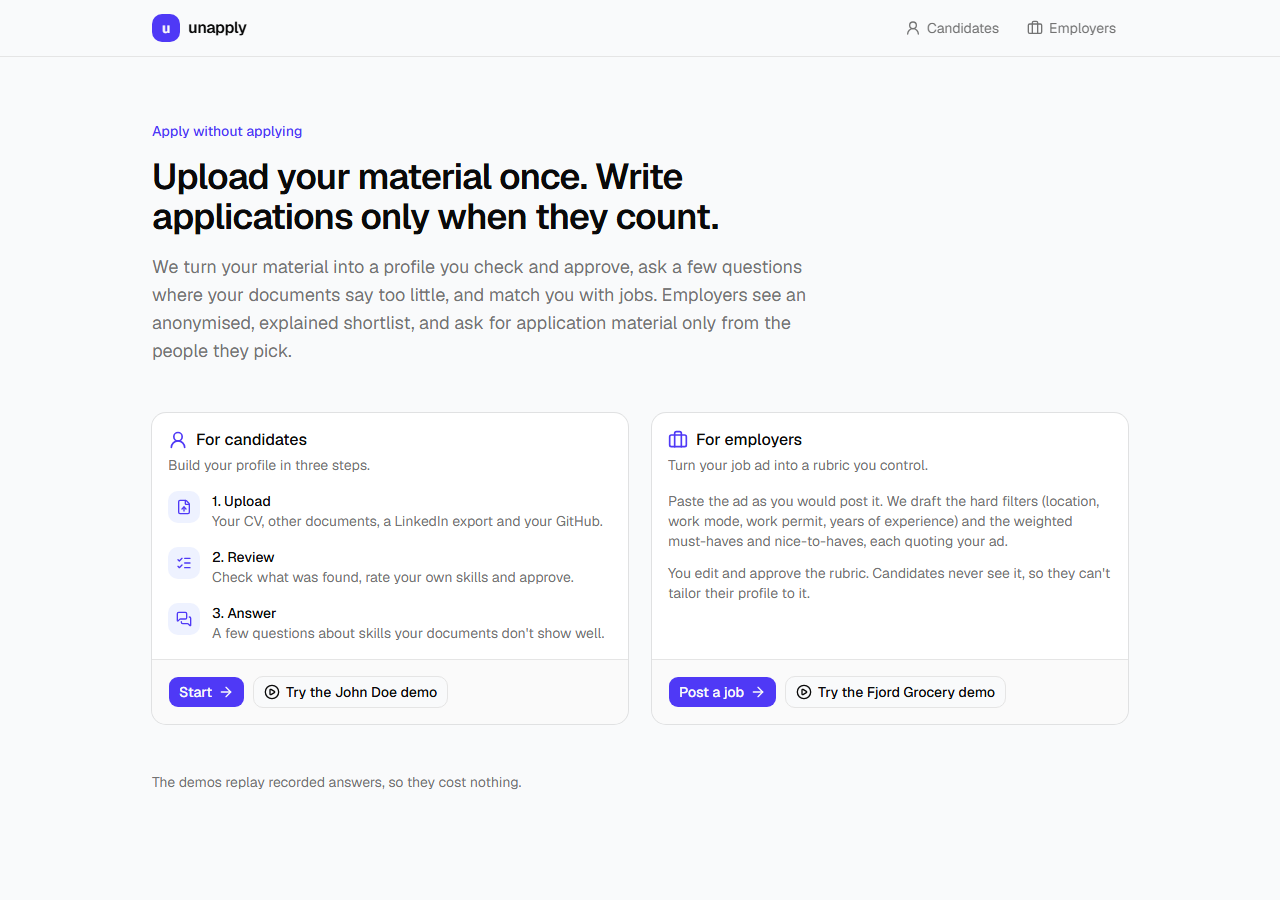 u unapply
Candidates
Employers
Apply without applying
Upload your material once. Write
applications only when they count.
We turn your material into a profile you check and approve, ask a few questions
where your documents say too little, and match you with jobs. Employers see an
anonymised, explained shortlist, and ask for application material only from the
people they pick.
For candidates
Build your profile in three steps.
1. Upload
Your CV, other documents, a LinkedIn export and your GitHub.
2. Review
Check what was found, rate your own skills and approve.
3. Answer
A few questions about skills your documents don't show well.
Start
Try the John Doe demo
For employers
Turn your job ad into a rubric you control.
Paste the ad as you would post it. We draft the hard filters (location,
work mode, work permit, years of experience) and the weighted
must-haves and nice-to-haves, each quoting your ad.
You edit and approve the rubric. Candidates never see it, so they can't
tailor their profile to it.
Post a job
Try the Fjord Grocery demo
The demos replay recorded answers, so they cost nothing.